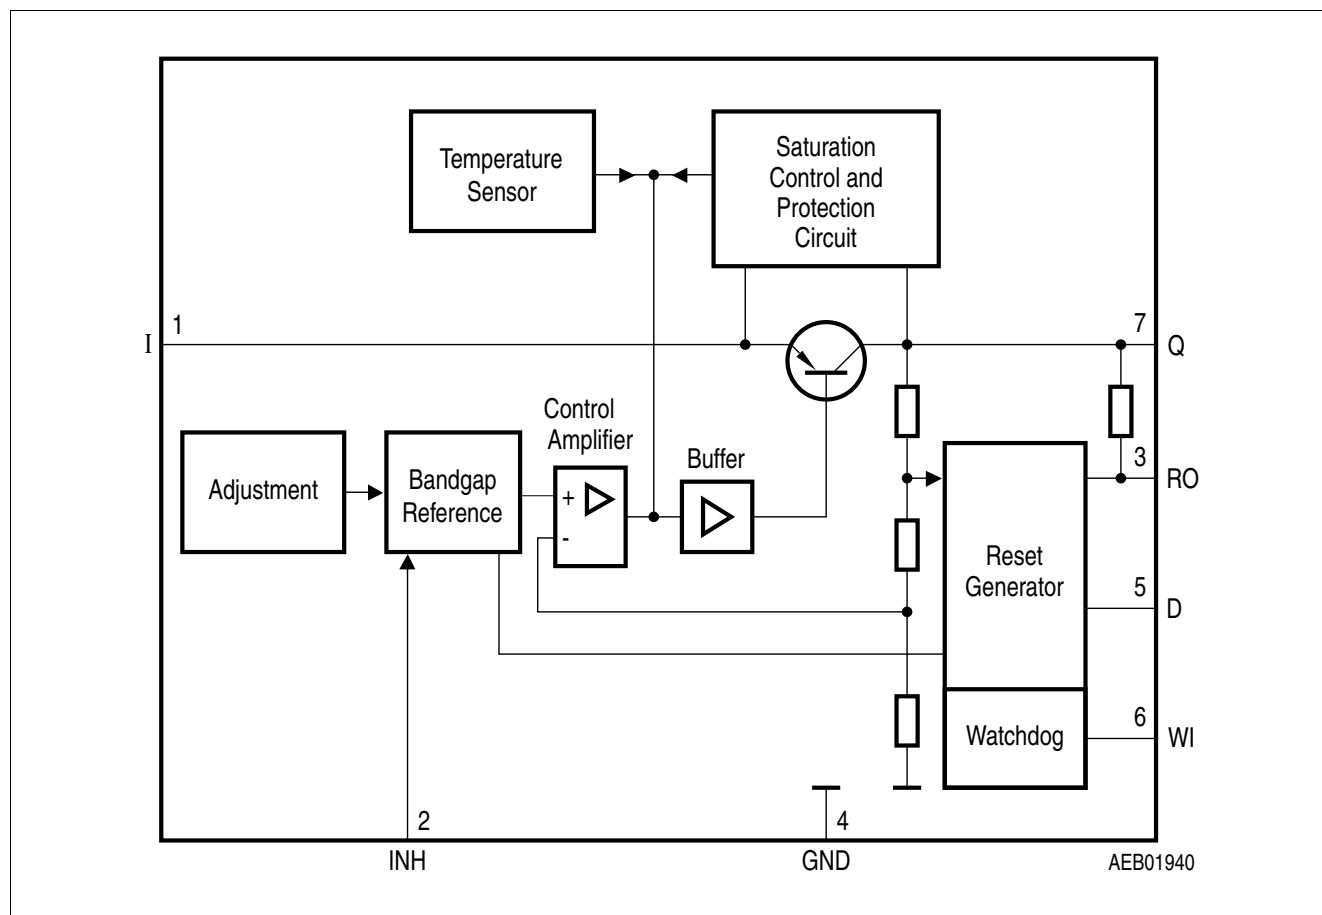 Temperature
Sensor
Saturation
Control and
Protection
Circuit
1
I
7
Q
Control
Amplifier
Buffer
Adjustment
Bandgap
Reference
+
-
3
RO
Reset
Generator
5
D
Watchdog
6
WI
2
INH
4
GND
AEB01940